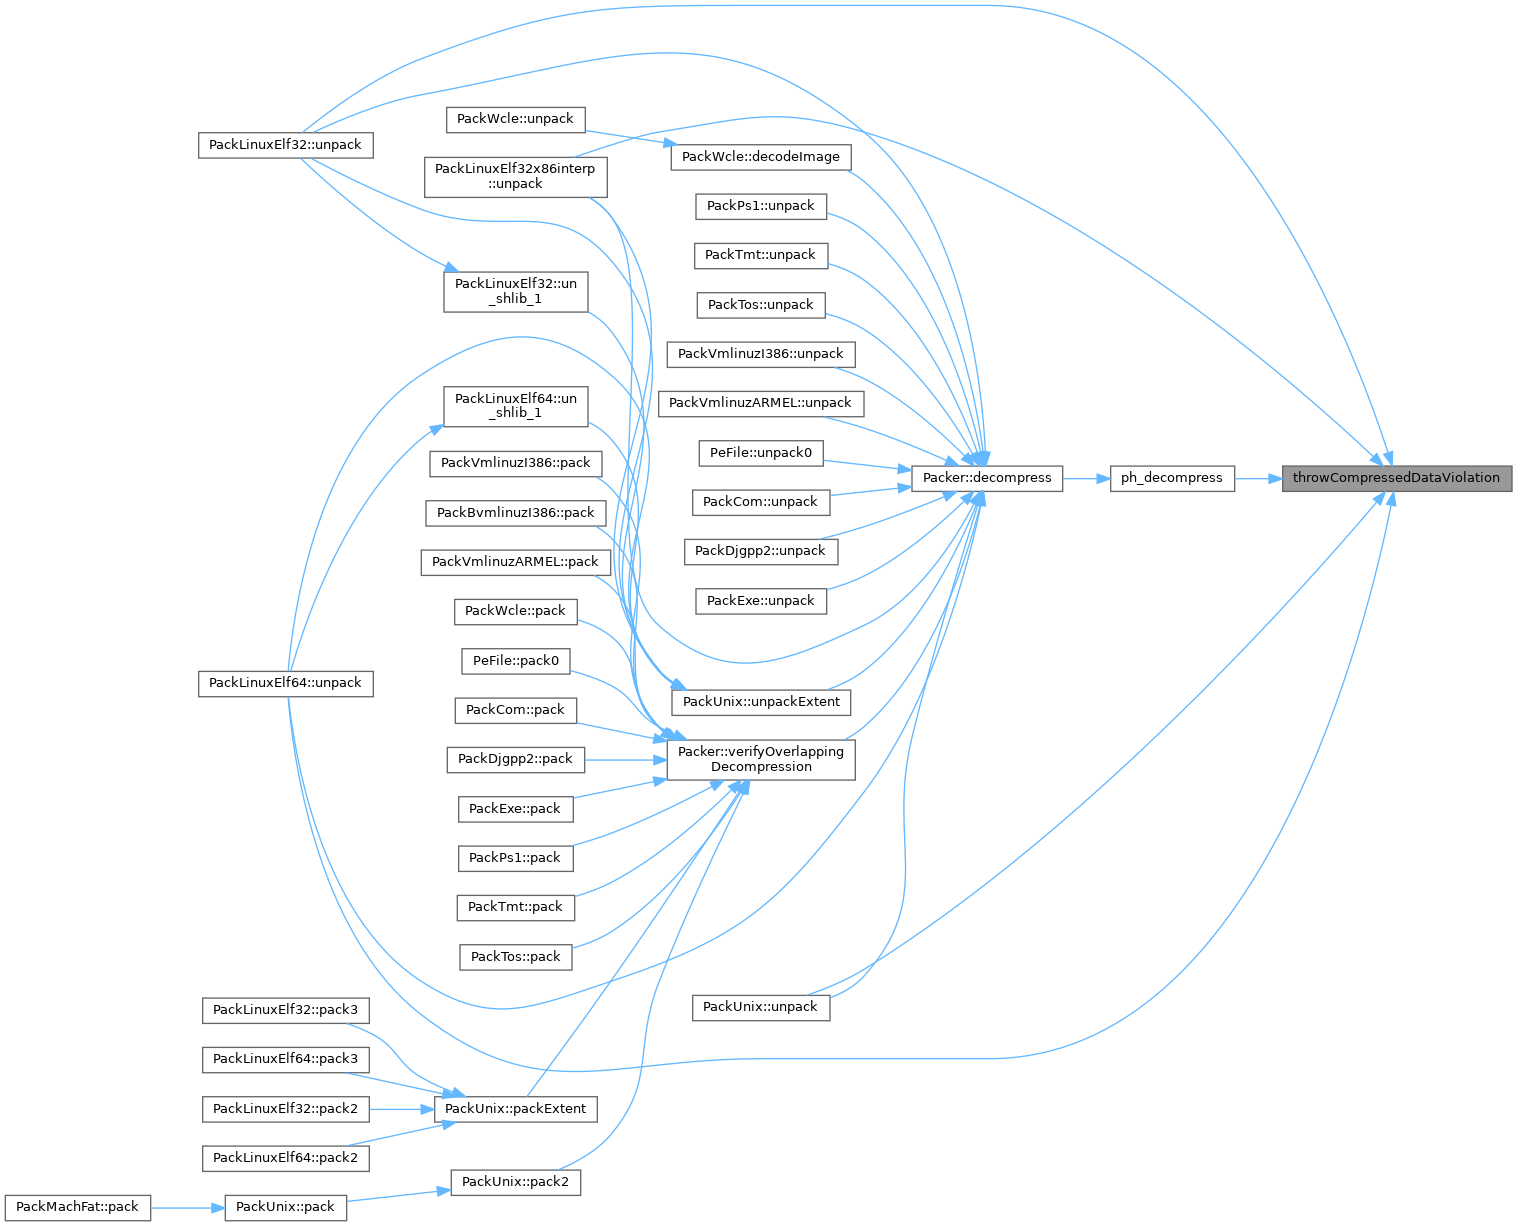 PackWcle::unpack
PackLinuxElf32::unpack
PackWcle::decodeImage
PackLinuxElf32x86interp
::unpack
PackPs1::unpack
PackTmt::unpack
PackLinuxElf32::un
_shlib_1
PackTos::unpack
PackVmlinuzI386::unpack
PackLinuxElf64::un
_shlib_1
PackVmlinuzARMEL::unpack
PeFile::unpack0
PackVmlinuzI386::pack
Packer::decompress
ph_decompress
throwCompressedDataViolation
PackCom::unpack
PackBvmlinuzI386::pack
PackDjgpp2::unpack
PackVmlinuzARMEL::pack
PackExe::unpack
PackWcle::pack
PeFile::pack0
PackLinuxElf64::unpack
PackUnix::unpackExtent
PackCom::pack
Packer::verifyOverlapping
Decompression
PackDjgpp2::pack
PackExe::pack
PackPs1::pack
PackTmt::pack
PackTos::pack
PackUnix::unpack
PackLinuxElf32::pack3
PackLinuxElf64::pack3
PackLinuxElf32::pack2
PackUnix::packExtent
PackLinuxElf64::pack2
PackUnix::pack2
PackMachFat::pack
PackUnix::pack